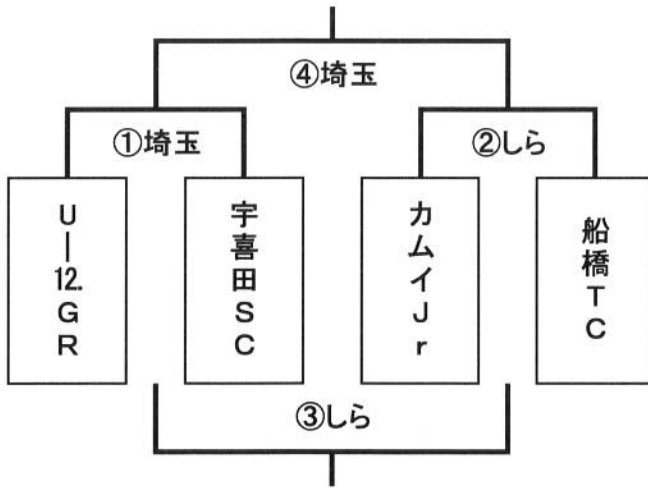 ④埼玉
①埼玉
②しら
U－12.GR
宇喜田SC
カムイJr
船橋TC
③しら